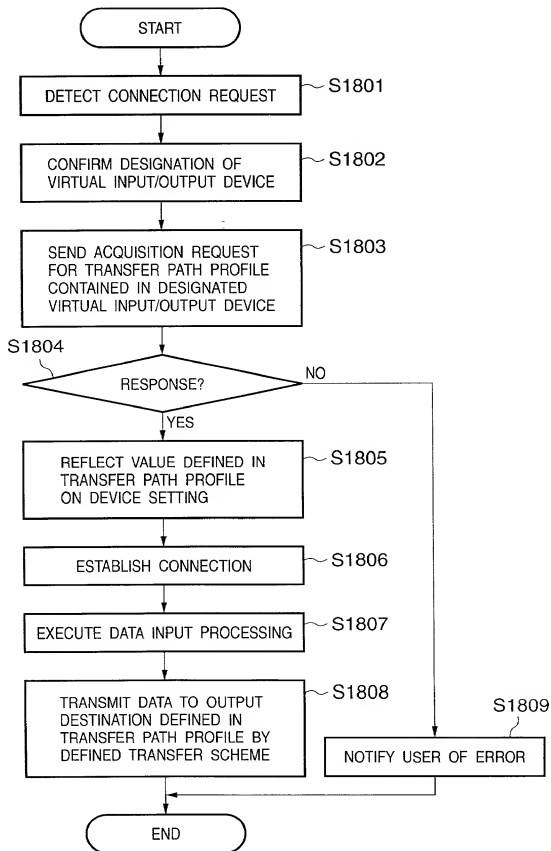 START
DETECT CONNECTION REQUEST
S1801
CONFIRM DESIGNATION OF
VIRTUAL INPUT/OUTPUT DEVICE
S1802
SEND ACQUISITION REQUEST
FOR TRANSFER PATH PROFILE
CONTAINED IN DESIGNATED
VIRTUAL INPUT/OUTPUT DEVICE
S1803
S1804
RESPONSE?
NO
YES
REFLECT VALUE DEFINED IN
TRANSFER PATH PROFILE
ON DEVICE SETTING
S1805
ESTABLISH CONNECTION
S1806
EXECUTE DATA INPUT PROCESSING
S1807
TRANSMIT DATA TO OUTPUT
DESTINATION DEFINED IN
TRANSFER PATH PROFILE BY
DEFINED TRANSFER SCHEME
S1808
S1809
NOTIFY USER OF ERROR
END